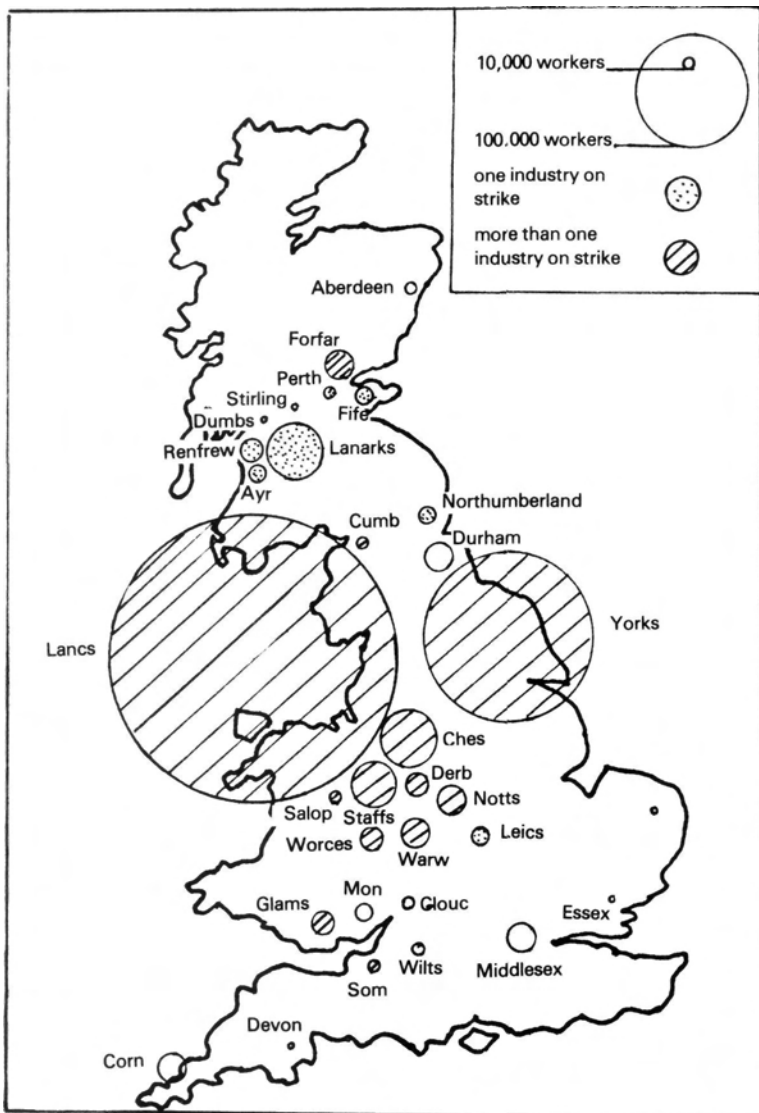 10,000 workers
100,000 workers
one industry on
strike
more than one
industry on strike
Aberdeen
Forfar
Perth
Stirling
Fife
Dumbs
Renfrew
Lanarks
Ayr
Northumberland
Cumb
Durham
Yorks
Lancs
Ches
Derb
Notts
Salop
Staffs
Worces
Warw
Leics
Mon
Glams
Glouc
Essex
Wilts
Middlesex
Som
Devon
Corn